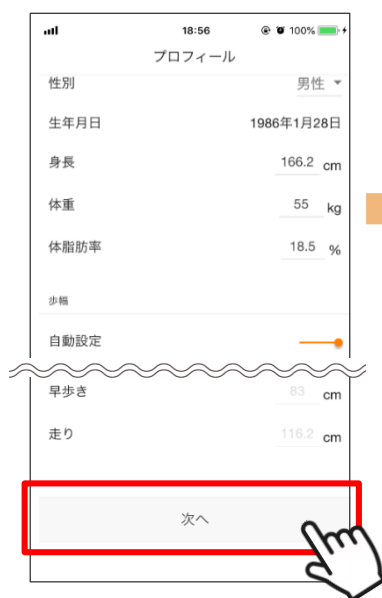 18:56 100%
プロフィール
性別 男性
生年月日 1986年1月28日
身長 166.2 cm
体重 55 kg
体脂肪率 18.5 %
歩幅
自動設定
早歩き 83 cm
走り 116.2 cm
次へ